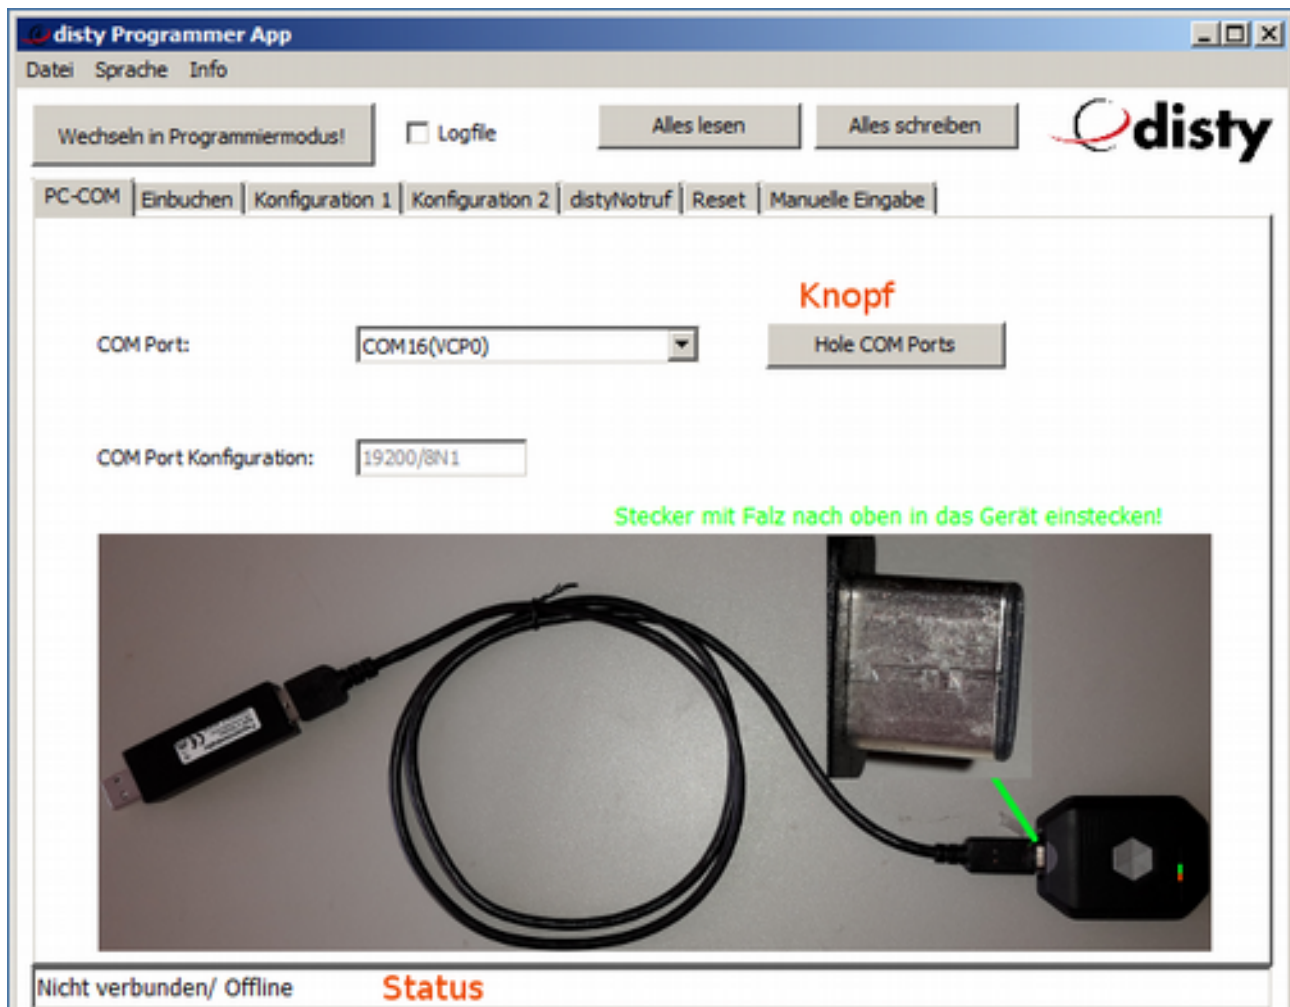 disty Programmer App
Datei Sprache Info
Wechseln in Programmiermodus!
Logfile
Alles lesen
Alles schreiben
disty
PC-COM
Einbuchen
Konfiguration 1
Konfiguration 2
distyNotruf
Reset
Manuelle Eingabe
Knopf
COM Port:
COM16(VCP0)
Hole COM Ports
COM Port Konfiguration:
19200/8N1
Stecker mit Falz nach oben in das Gerät einstecken!
Nicht verbunden/ Offline
Status